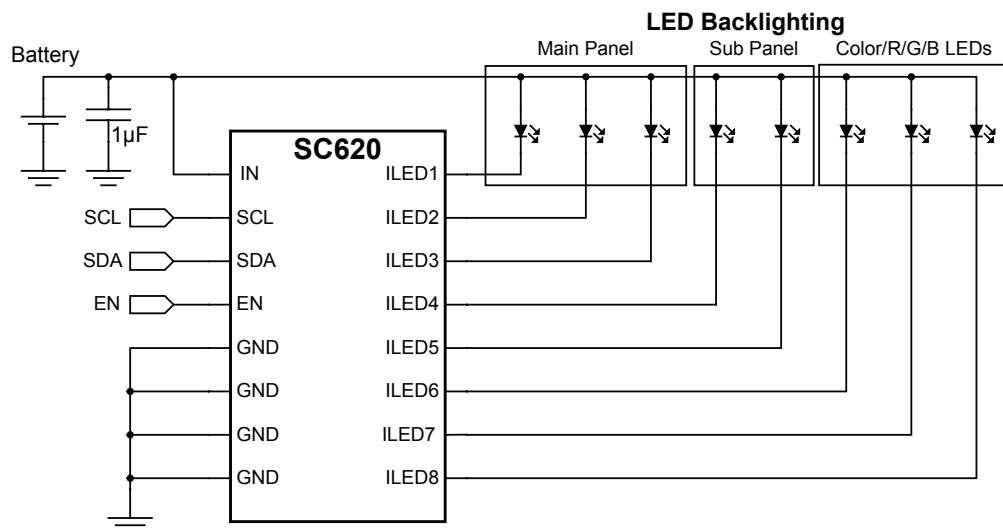 LED Backlighting
Main Panel
Sub Panel
Color/R/G/B LEDs
Battery
1µF
SC620
IN
ILED1
SCL
SCL
ILED2
SDA
SDA
ILED3
EN
EN
ILED4
GND
ILED5
GND
ILED6
GND
ILED7
GND
ILED8